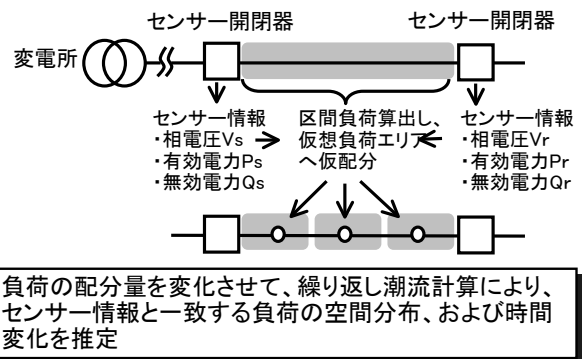 センサー開閉器
センサー開閉器
変電所
センサー情報
・相電圧Vs
・有効電力Ps
・無効電力Qs
区間負荷算出し、
仮想負荷エリア
へ仮配分
センサー情報
・相電圧Vr
・有効電力Pr
・無効電力Qr
負荷の配分量を変化させて、繰り返し潮流計算により、
センサー情報と一致する負荷の空間分布、および時間
変化を推定